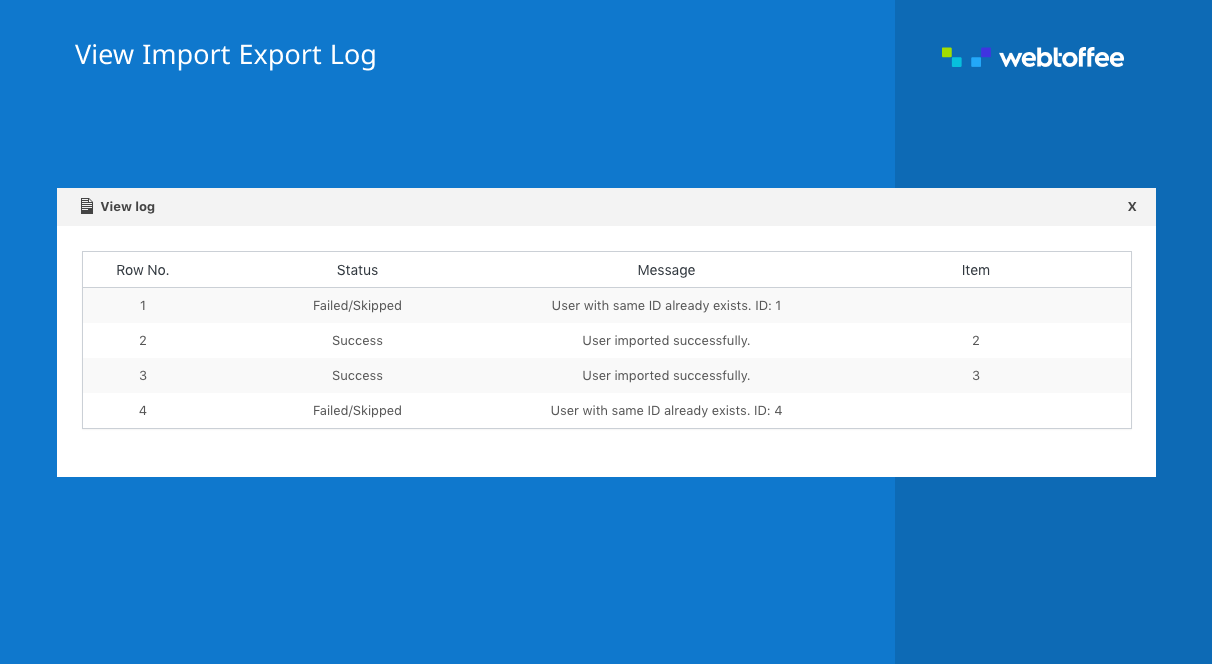 View Import Export Log
webtoffee
View log X
Row No. Status Message Item
1 Failed/Skipped User with same ID already exists. ID: 1
2 Success User imported successfully. 2
3 Success User imported successfully. 3
4 Failed/Skipped User with same ID already exists. ID: 4